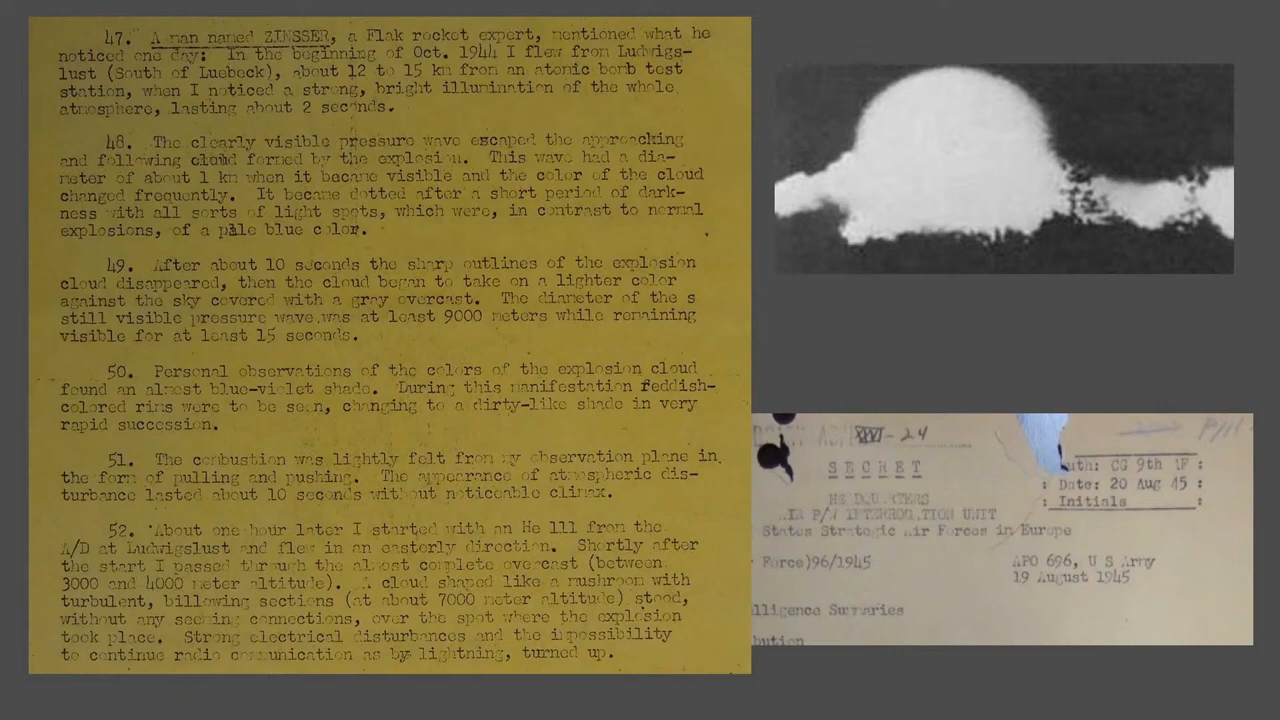 47. A man named ZINSSER, a Flak rocket expert, mentioned what he
noticed one day: In the beginning of Oct. 1944 I flew from Ludwigs-
lust (South of Luebeck), about 12 to 15 km from an atomic bomb test
station, when I noticed a strong, bright illumination of the whole
atmosphere, lasting about 2 seconds.
48. The clearly visible pressure wave escaped the approaching
and following cloud formed by the explosion. This wave had a dia-
meter of about 1 km when it became visible and the color of the cloud
changed frequently. It became dotted after a short period of dark-
ness with all sorts of light spots, which were, in contrast to normal
explosions, of a pale blue color.
49. After about 10 seconds the sharp outlines of the explosion
cloud disappeared, then the cloud began to take on a lighter color
against the sky covered with a gray overcast. The diameter of the s
still visible pressure wave was at least 9000 meters while remaining
visible for at least 15 seconds.
50. Personal observations of the colors of the explosion cloud
found an almost blue-violet shade. During this manifestation reddish-
colored rims were to be seen, changing to a dirty-like shade in very
rapid succession.
51. The combustion was lightly felt from my observation plane in
the form of pulling and pushing. The appearance of atmospheric dis-
turbance lasted about 10 seconds without noticeable climax.
52. About one hour later I started with an He 111 from the
A/D at Ludwigslust and flew in an easterly direction. Shortly after
the start I passed through the almost complete overcast (between
3000 and 4000 meter altitude). A cloud shaped like a mushroom with
turbulent, billowing sections (at about 7000 meter altitude) stood,
without any seeming connections, over the spot where the explosion
took place. Strong electrical disturbances and the impossibility
to continue radio communication as by lightning, turned up.
- 24
SECRET
uth: CG 9th AF :
: Date: 20 Aug 45 :
: Initials :
HEADQUARTERS
AIR P/W INTERROGATION UNIT
States Strategic Air Forces in Europe
Force)96/1945
APO 696, U S Army
19 August 1945
lligence Summaries
bution